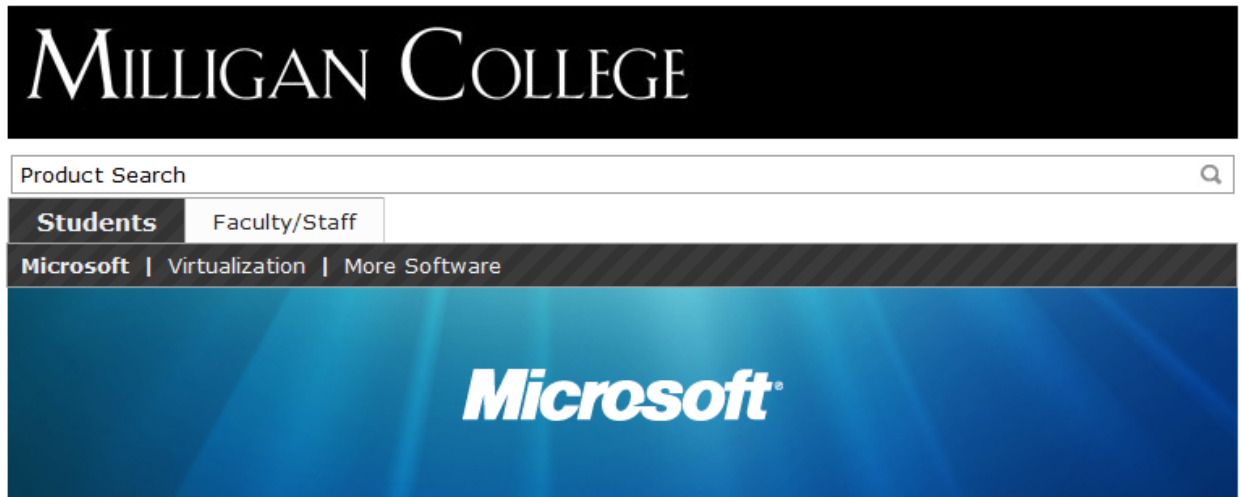 MILLIGAN COLLEGE
Product Search
Students Faculty/Staff
Microsoft | Virtualization | More Software
Microsoft®